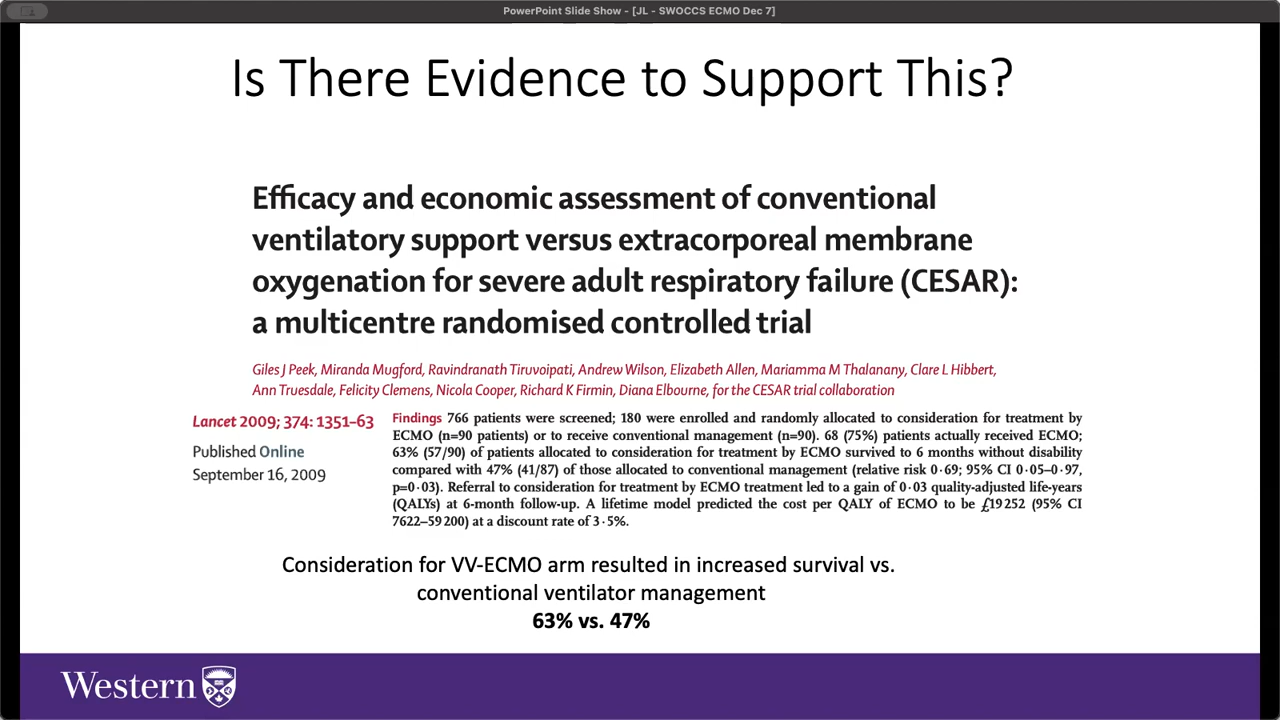 PowerPoint Slide Show - [JL - SWOCCS ECMO Dec 7]
Is There Evidence to Support This?
Efficacy and economic assessment of conventional
ventilatory support versus extracorporeal membrane
oxygenation for severe adult respiratory failure (CESAR):
a multicentre randomised controlled trial
Giles J Peek, Miranda Mugford, Ravindranath Tiruvoipati, Andrew Wilson, Elizabeth Allen, Mariamma M Thalanany, Clare L Hibbert,
Ann Truesdale, Felicity Clemens, Nicola Cooper, Richard K Firmin, Diana Elbourne, for the CESAR trial collaboration
Lancet 2009; 374: 1351–63
Published Online
September 16, 2009
Findings 766 patients were screened; 180 were enrolled and randomly allocated to consideration for treatment by
ECMO (n=90 patients) or to receive conventional management (n=90). 68 (75%) patients actually received ECMO;
63% (57/90) of patients allocated to consideration for treatment by ECMO survived to 6 months without disability
compared with 47% (41/87) of those allocated to conventional management (relative risk 0·69; 95% CI 0·05–0·97,
p=0·03). Referral to consideration for treatment by ECMO treatment led to a gain of 0·03 quality-adjusted life-years
(QALYs) at 6-month follow-up. A lifetime model predicted the cost per QALY of ECMO to be £19 252 (95% CI
7622–59 200) at a discount rate of 3·5%.
Consideration for VV-ECMO arm resulted in increased survival vs.
conventional ventilator management
63% vs. 47%
Western